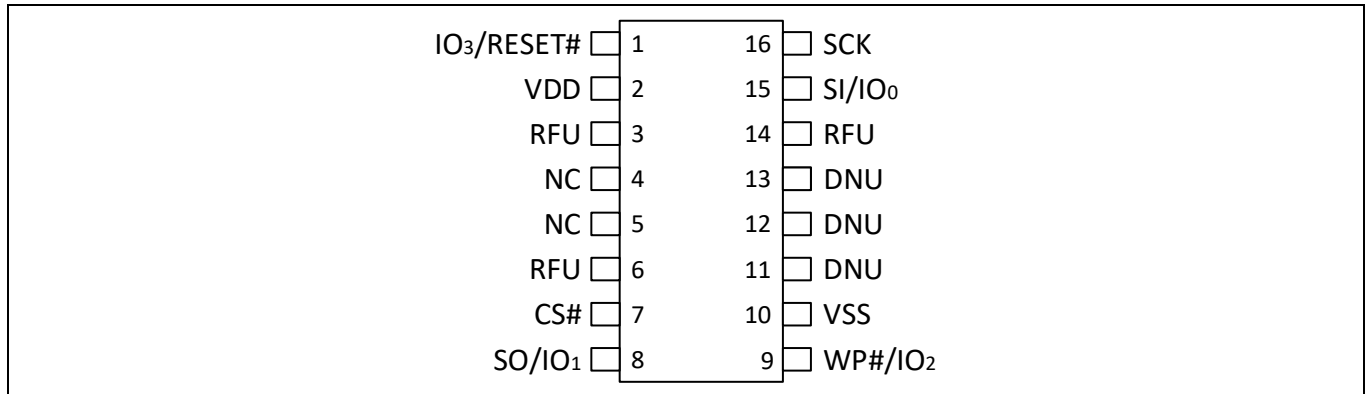 IO3/RESET# 1 16 SCK
VDD 2 15 SI/IO0
RFU 3 14 RFU
NC 4 13 DNU
NC 5 12 DNU
RFU 6 11 DNU
CS# 7 10 VSS
SO/IO1 8 9 WP#/IO2